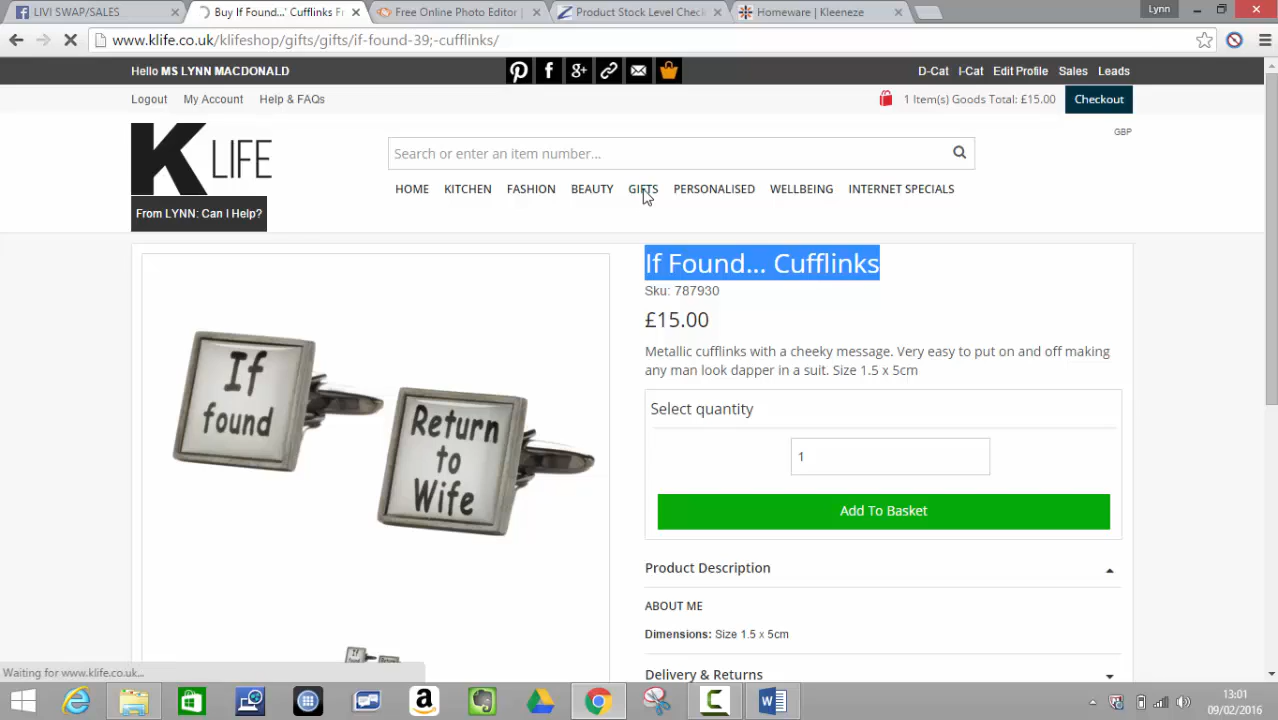 LIVI SWAP/SALES
Buy If Found...' Cufflinks Fr
Free Online Photo Editor |
Product Stock Level Check
Homeware | Kleeneze
Lynn
www.klife.co.uk/klifeshop/gifts/gifts/if-found-39;-cufflinks/
Hello MS LYNN MACDONALD
D-Cat I-Cat Edit Profile Sales Leads
Logout My Account Help & FAQs
1 Item(s) Goods Total: £15.00 Checkout
GBP
K LIFE
From LYNN: Can I Help?
Search or enter an item number...
HOME KITCHEN FASHION BEAUTY GIFTS PERSONALISED WELLBEING INTERNET SPECIALS
If Found... Cufflinks
Sku: 787930
£15.00
Metallic cufflinks with a cheeky message. Very easy to put on and off making
any man look dapper in a suit. Size 1.5 x 5cm
Select quantity
1
Add To Basket
Product Description
ABOUT ME
Dimensions: Size 1.5 x 5cm
Delivery & Returns
If
found
Return
to
Wife
Waiting for www.klife.co.uk...
13:01
09/02/2016